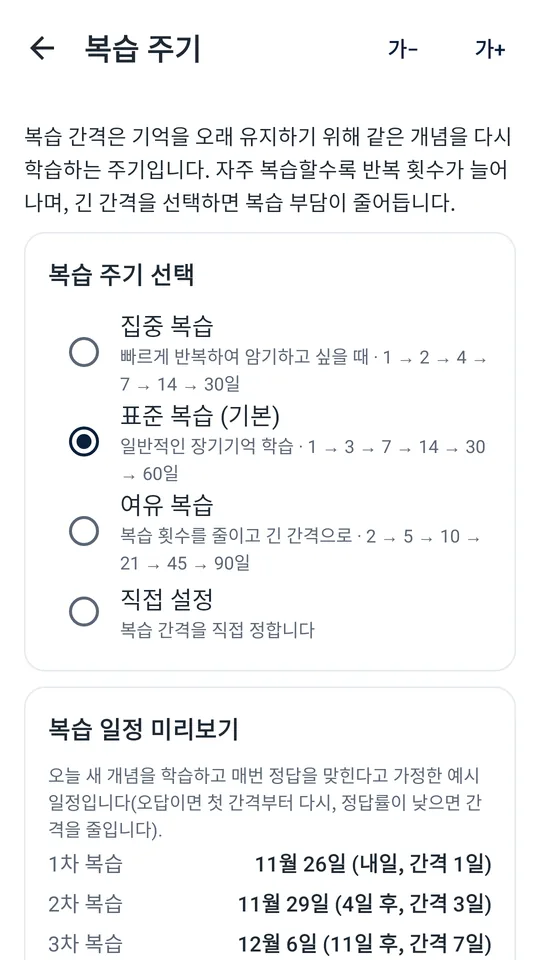 복습 주기
가-
가+
복습 간격은 기억을 오래 유지하기 위해 같은 개념을 다시
학습하는 주기입니다. 자주 복습할수록 반복 횟수가 늘어
나며, 긴 간격을 선택하면 복습 부담이 줄어듭니다.
복습 주기 선택
집중 복습
빠르게 반복하여 암기하고 싶을 때 · 1 → 2 → 4 →
7 → 14 → 30일
표준 복습 (기본)
일반적인 장기기억 학습 · 1 → 3 → 7 → 14 → 30
→ 60일
여유 복습
복습 횟수를 줄이고 긴 간격으로 · 2 → 5 → 10 →
21 → 45 → 90일
직접 설정
복습 간격을 직접 정합니다
복습 일정 미리보기
오늘 새 개념을 학습하고 매번 정답을 맞힌다고 가정한 예시
일정입니다(오답이면 첫 간격부터 다시, 정답률이 낮으면 간
격을 줄입니다).
1차 복습 11월 26일 (내일, 간격 1일)
2차 복습 11월 29일 (4일 후, 간격 3일)
3차 복습 12월 6일 (11일 후, 간격 7일)